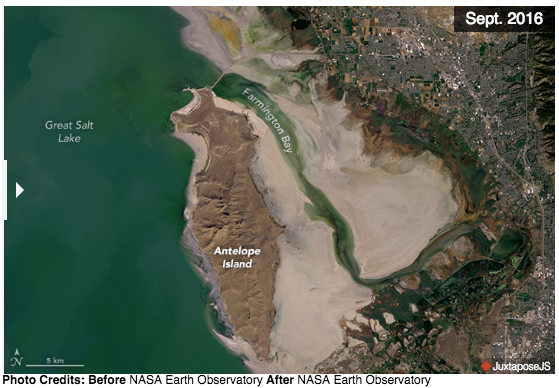 Sept. 2016
Great Salt
Lake
Farmington Bay
Antelope
Island
N
5 km
JuxtaposeJS
Photo Credits: Before NASA Earth Observatory After NASA Earth Observatory